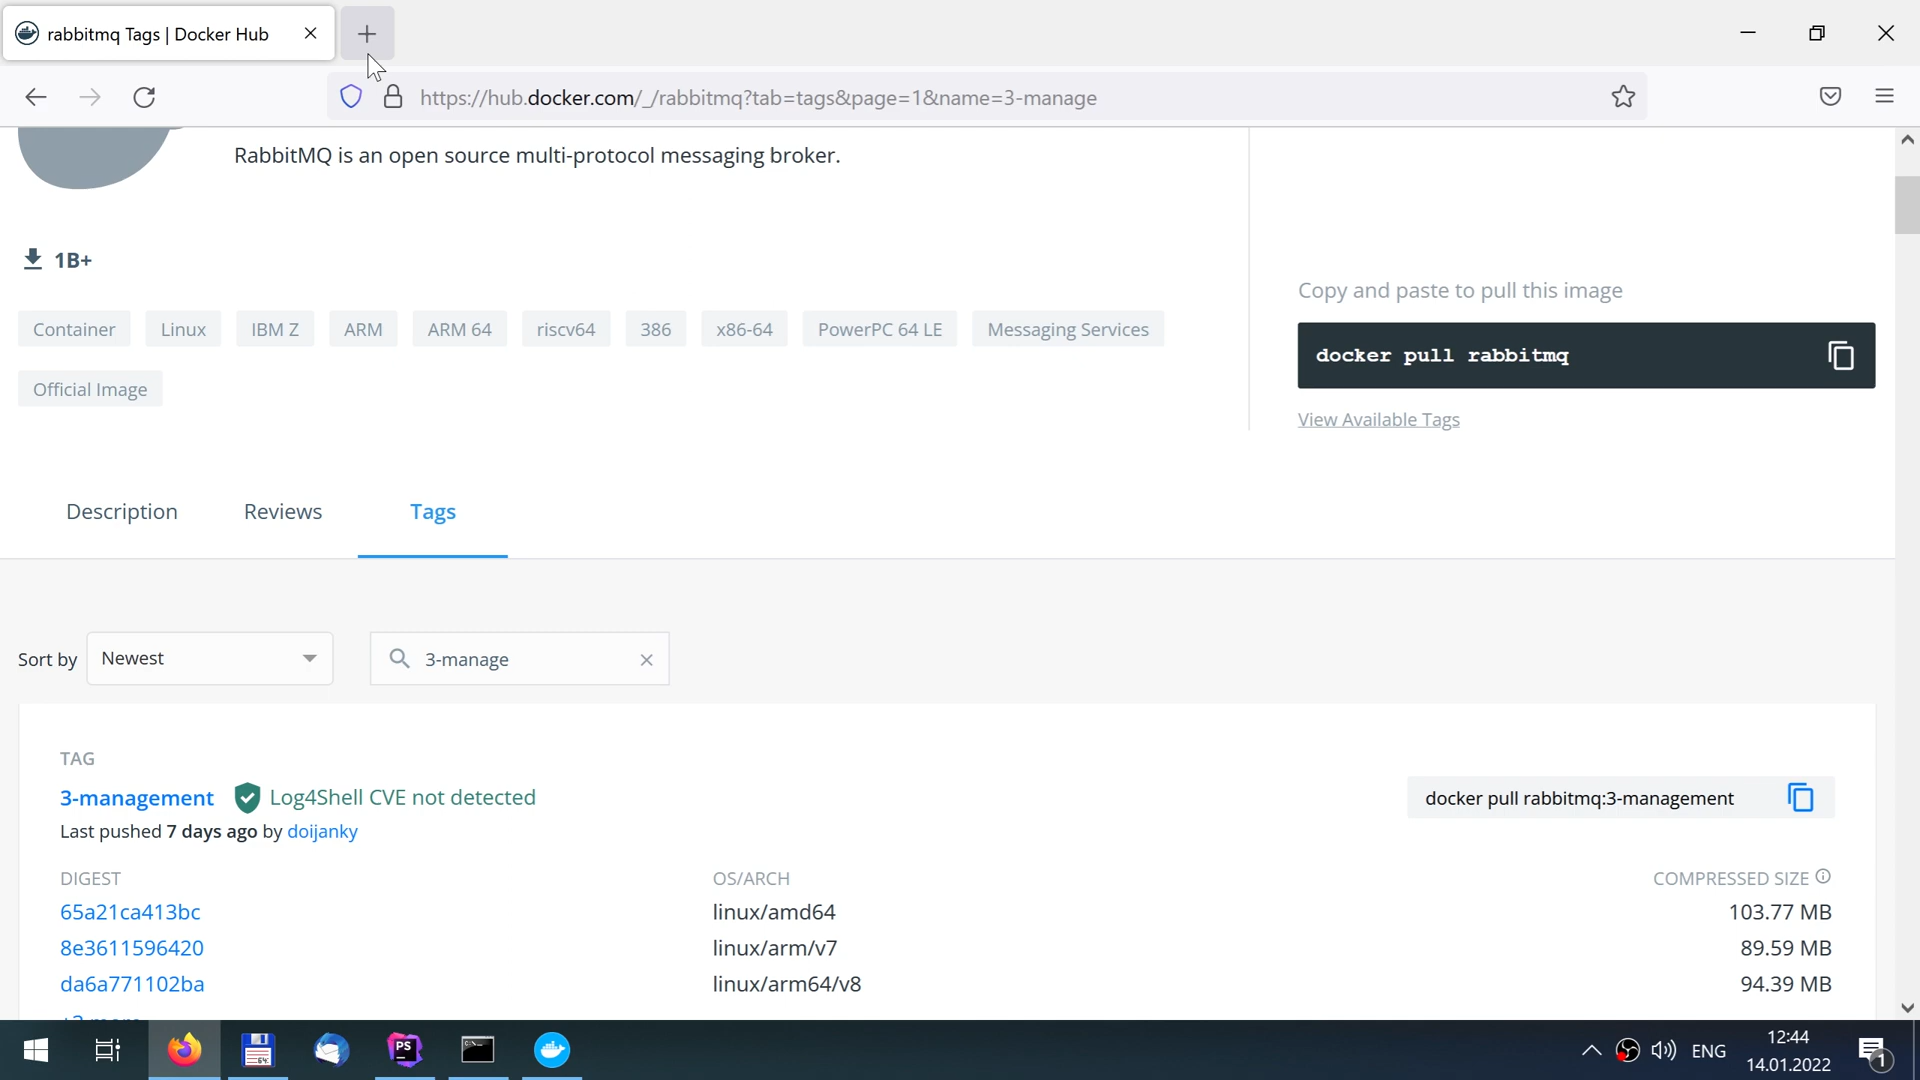 rabbitmq Tags | Docker Hub
https://hub.docker.com/_/rabbitmq?tab=tags&page=1&name=3-manage
RabbitMQ is an open source multi-protocol messaging broker.
1B+
Container Linux IBM Z ARM ARM 64 riscv64 386 x86-64 PowerPC 64 LE Messaging Services
Official Image
Copy and paste to pull this image
docker pull rabbitmq
View Available Tags
Description Reviews Tags
Sort by Newest 3-manage
TAG
3-management Log4Shell CVE not detected
docker pull rabbitmq:3-management
Last pushed 7 days ago by doijanky
DIGEST OS/ARCH COMPRESSED SIZE
65a21ca413bc linux/amd64 103.77 MB
8e3611596420 linux/arm/v7 89.59 MB
da6a771102ba linux/arm64/v8 94.39 MB
64
PS
C:\
ENG
12:44
14.01.2022
1